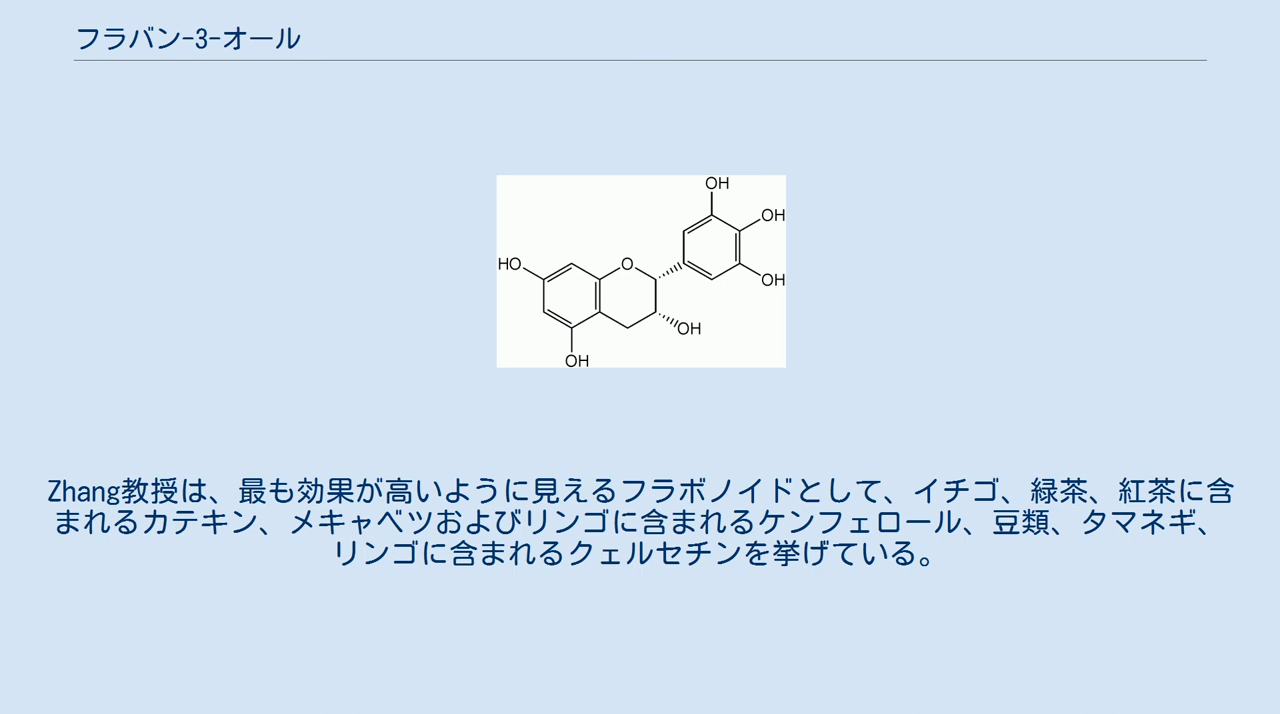 フラバン-3-オール
OH
OH
HO
O
OH
OH
OH
Zhang教授は、最も効果が高いように見えるフラボノイドとして、イチゴ、緑茶、紅茶に含
まれるカテキン、メキャベツおよびリンゴに含まれるケンフェロール、豆類、タマネギ、
リンゴに含まれるクェルセチンを挙げている。